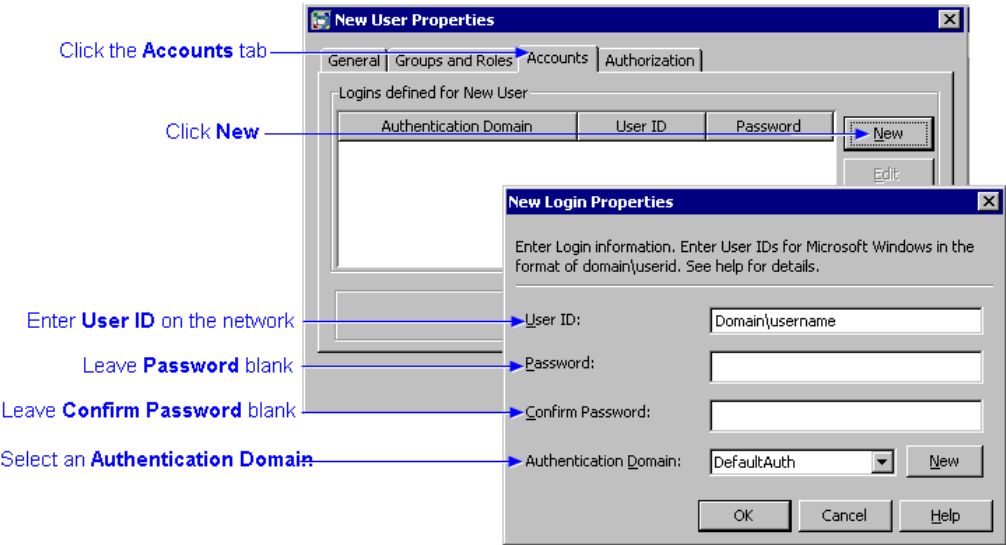 New User Properties
Click the Accounts tab
General Groups and Roles Accounts Authorization
Logins defined for New User
Click New
Authentication Domain User ID Password
New
Edit
New Login Properties
Enter Login information. Enter User IDs for Microsoft Windows in the
format of domain\userid. See help for details.
Enter User ID on the network
User ID: Domain\username
Leave Password blank
Password:
Leave Confirm Password blank
Confirm Password:
Select an Authentication Domain
Authentication Domain: DefaultAuth New
OK Cancel Help